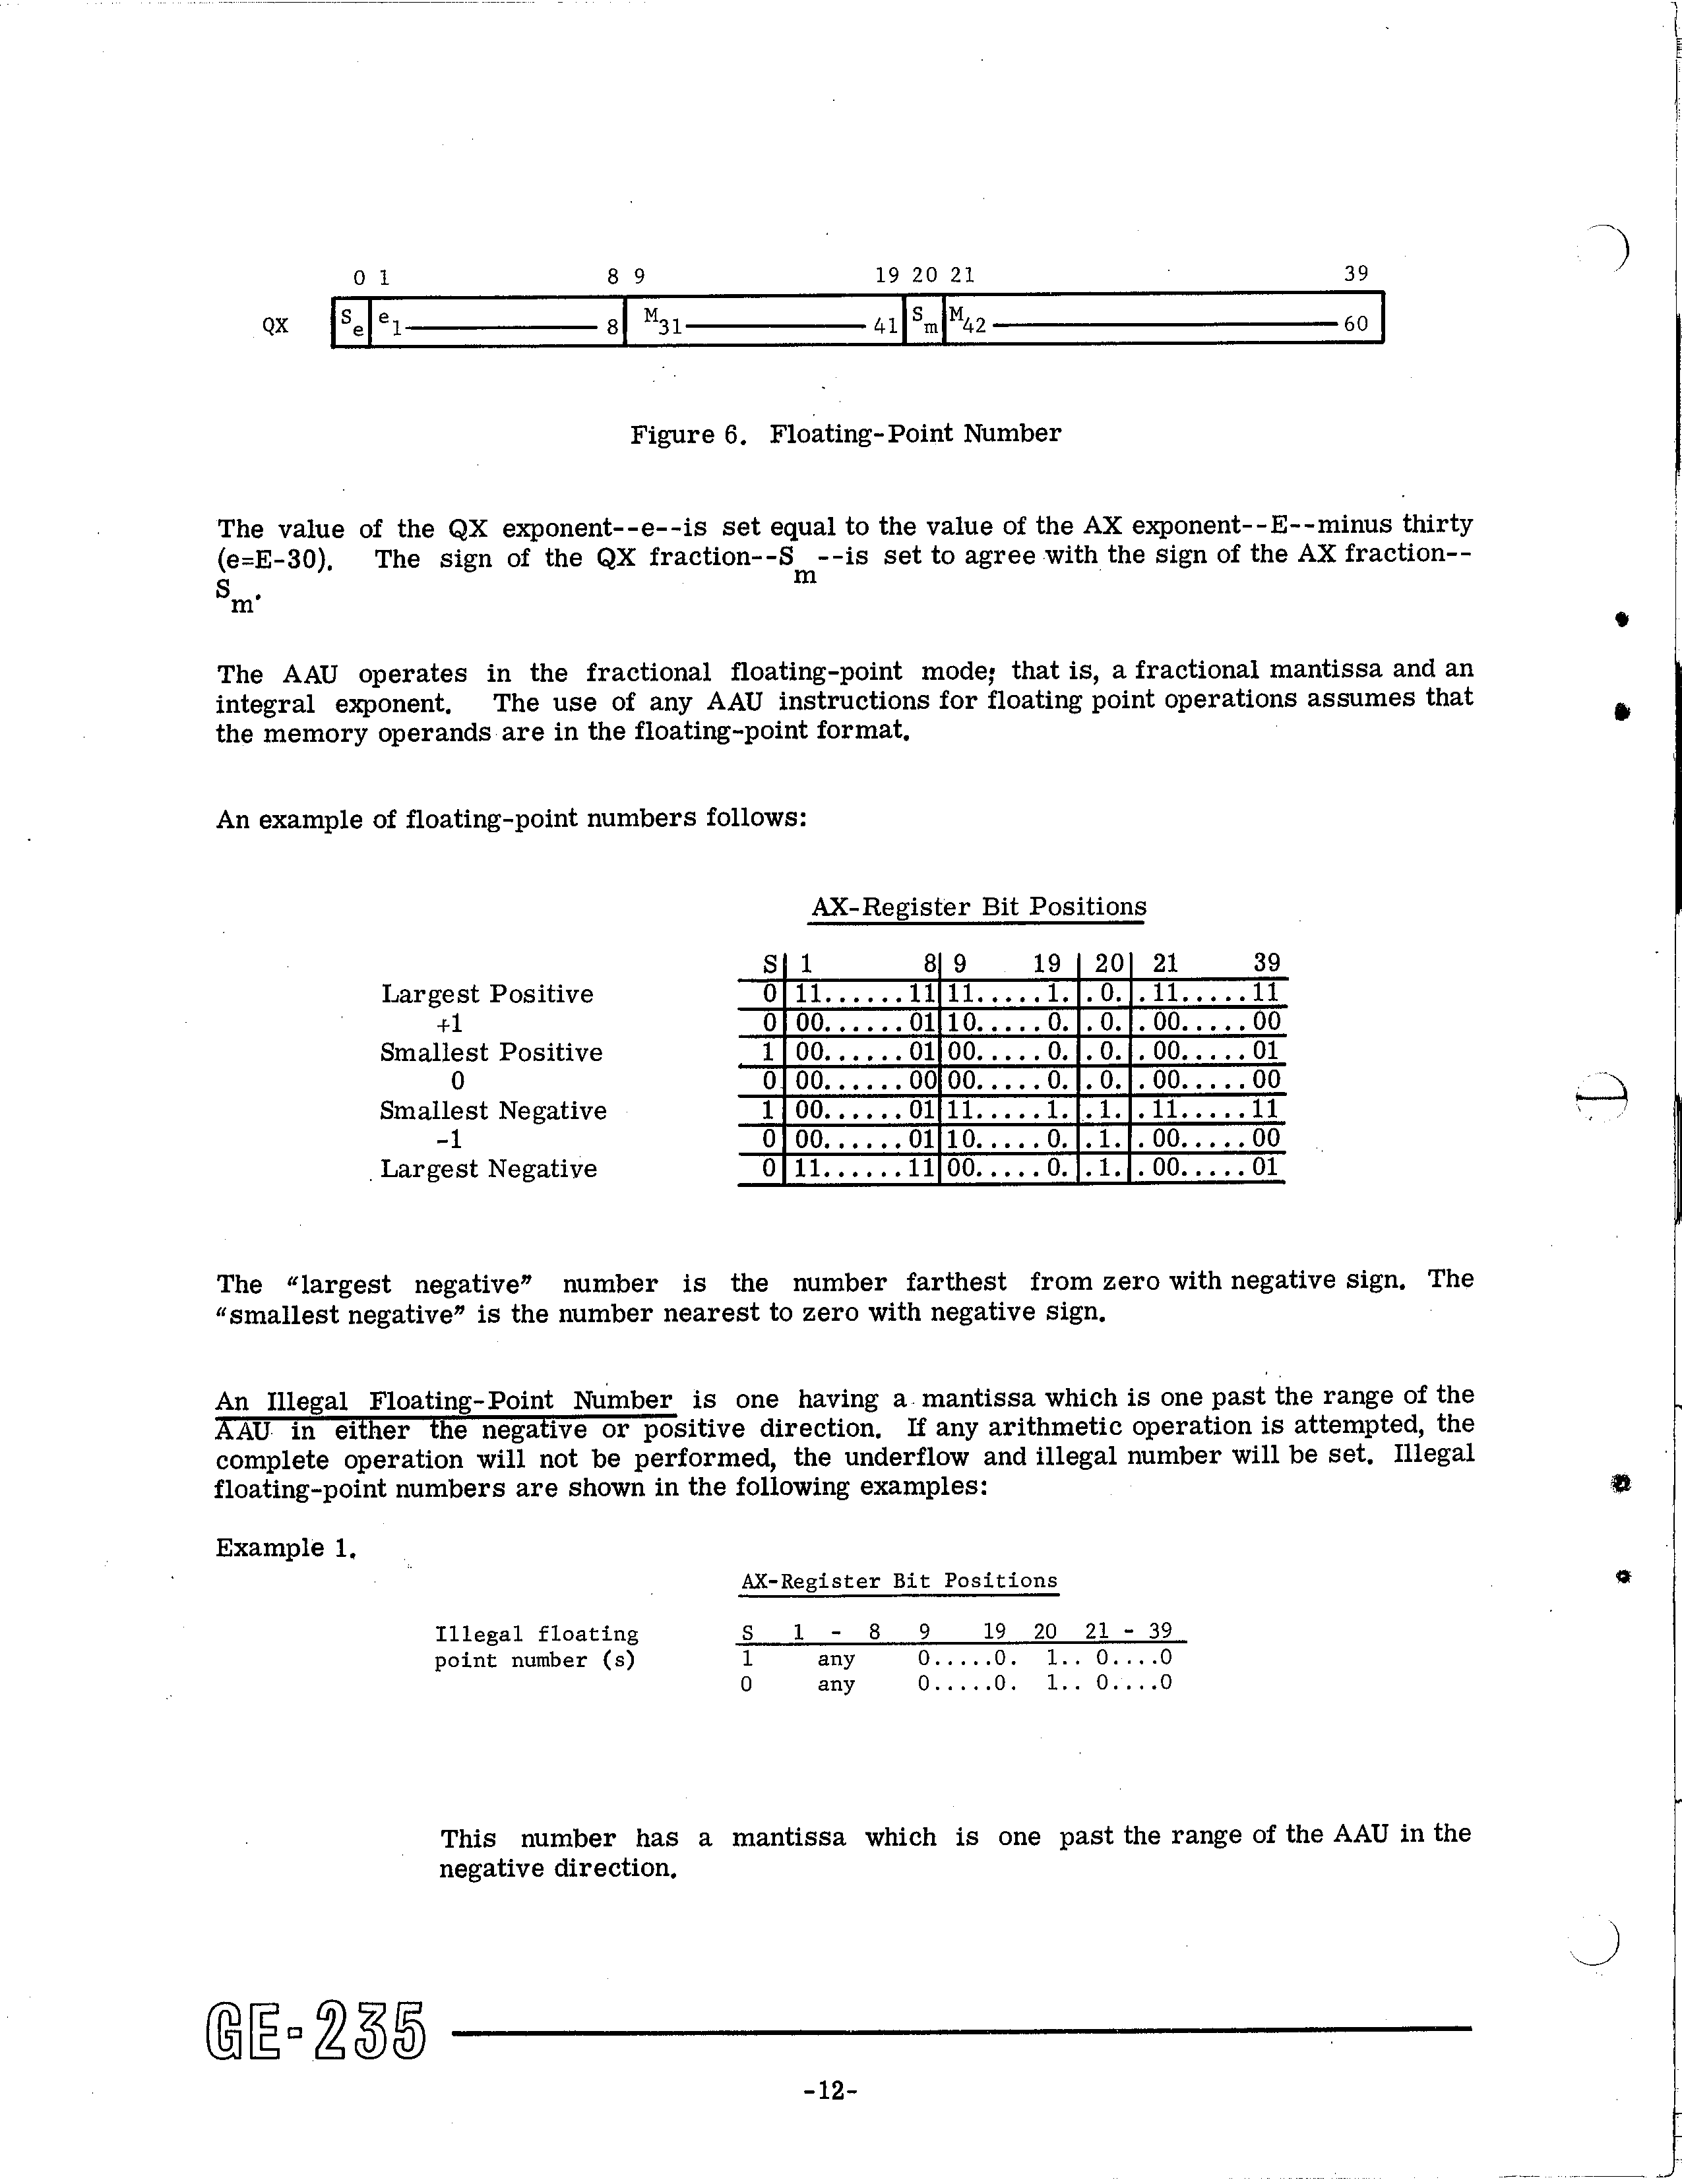 0 1 8 9 19 20 21 39
QX Se e1 8 M31 41 Sm M42 60
Figure 6. Floating-Point Number
The value of the QX exponent--e--is set equal to the value of the AX exponent--E--minus thirty
(e=E-30). The sign of the QX fraction--Sm--is set to agree with the sign of the AX fraction--
Sm.
The AAU operates in the fractional floating-point mode; that is, a fractional mantissa and an
integral exponent. The use of any AAU instructions for floating point operations assumes that
the memory operands are in the floating-point format.
An example of floating-point numbers follows:
AX-Register Bit Positions
S 1 8 9 19 20 21 39
Largest Positive 0 11......11 11.....1. .0. .11.....11
+1 0 00......01 10.....0. .0. .00.....00
Smallest Positive 1 00......01 00.....0. .0. .00.....01
0 0 00......00 00.....0. .0. .00.....00
Smallest Negative 1 00......01 11.....1. .1. .11.....11
-1 0 00......01 10.....0. .1. .00.....00
Largest Negative 0 11......11 00.....0. .1. .00.....01
The “largest negative” number is the number farthest from zero with negative sign. The
“smallest negative” is the number nearest to zero with negative sign.
An Illegal Floating-Point Number is one having a mantissa which is one past the range of the
AAU in either the negative or positive direction. If any arithmetic operation is attempted, the
complete operation will not be performed, the underflow and illegal number will be set. Illegal
floating-point numbers are shown in the following examples:
Example 1.
AX-Register Bit Positions
Illegal floating S 1 - 8 9 19 20 21 - 39
point number (s) 1 any 0.....0. 1.. 0....0
0 any 0.....0. 1.. 0....0
This number has a mantissa which is one past the range of the AAU in the
negative direction.
GE-235
-12-